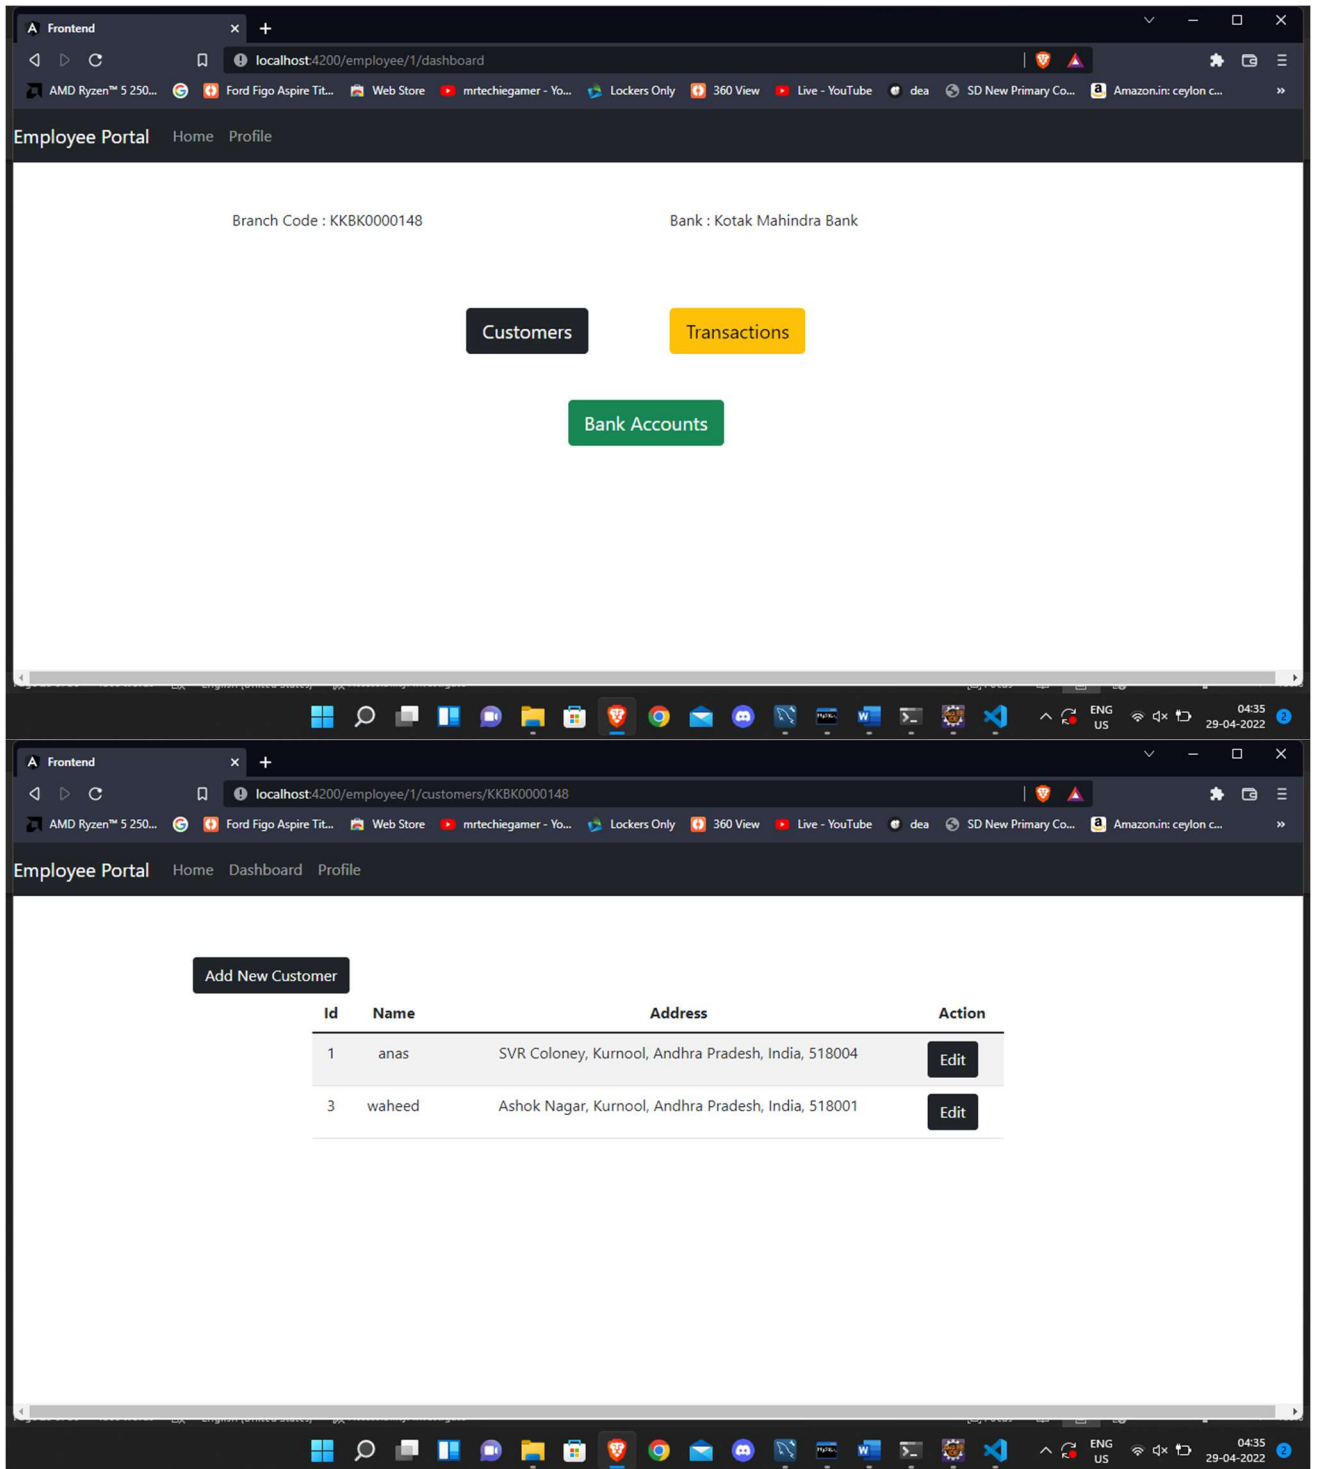 Frontend
localhost:4200/employee/1/dashboard
AMD Ryzen™ 5 250... Ford Figo Aspire Tit... Web Store mrtechiegamer - Yo... Lockers Only 360 View Live - YouTube dea SD New Primary Co... Amazon.in: ceylon c... »
Employee Portal Home Profile
Branch Code : KKBK0000148 Bank : Kotak Mahindra Bank
Customers Transactions
Bank Accounts
ENG 04:35
US 29-04-2022 2
Frontend
localhost:4200/employee/1/customers/KKBK0000148
AMD Ryzen™ 5 250... Ford Figo Aspire Tit... Web Store mrtechiegamer - Yo... Lockers Only 360 View Live - YouTube dea SD New Primary Co... Amazon.in: ceylon c... »
Employee Portal Home Dashboard Profile
Add New Customer
Id Name Address Action
1 anas SVR Coloney, Kurnool, Andhra Pradesh, India, 518004 Edit
3 waheed Ashok Nagar, Kurnool, Andhra Pradesh, India, 518001 Edit
ENG 04:35
US 29-04-2022 2